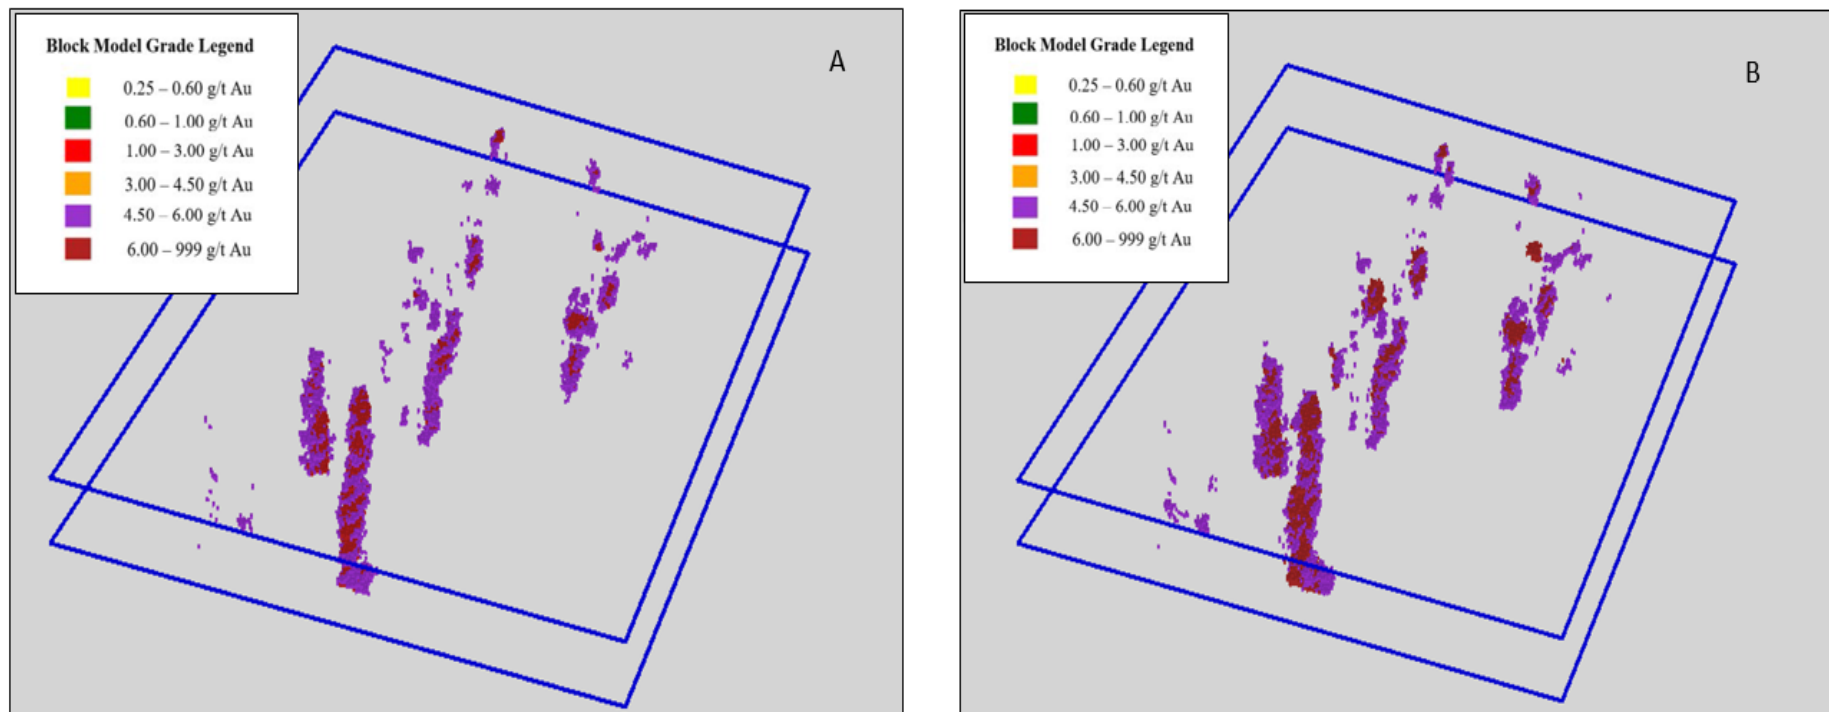 Block Model Grade Legend
0.25 – 0.60 g/t Au
0.60 – 1.00 g/t Au
1.00 – 3.00 g/t Au
3.00 – 4.50 g/t Au
4.50 – 6.00 g/t Au
6.00 – 999 g/t Au
A
Block Model Grade Legend
0.25 – 0.60 g/t Au
0.60 – 1.00 g/t Au
1.00 – 3.00 g/t Au
3.00 – 4.50 g/t Au
4.50 – 6.00 g/t Au
6.00 – 999 g/t Au
B